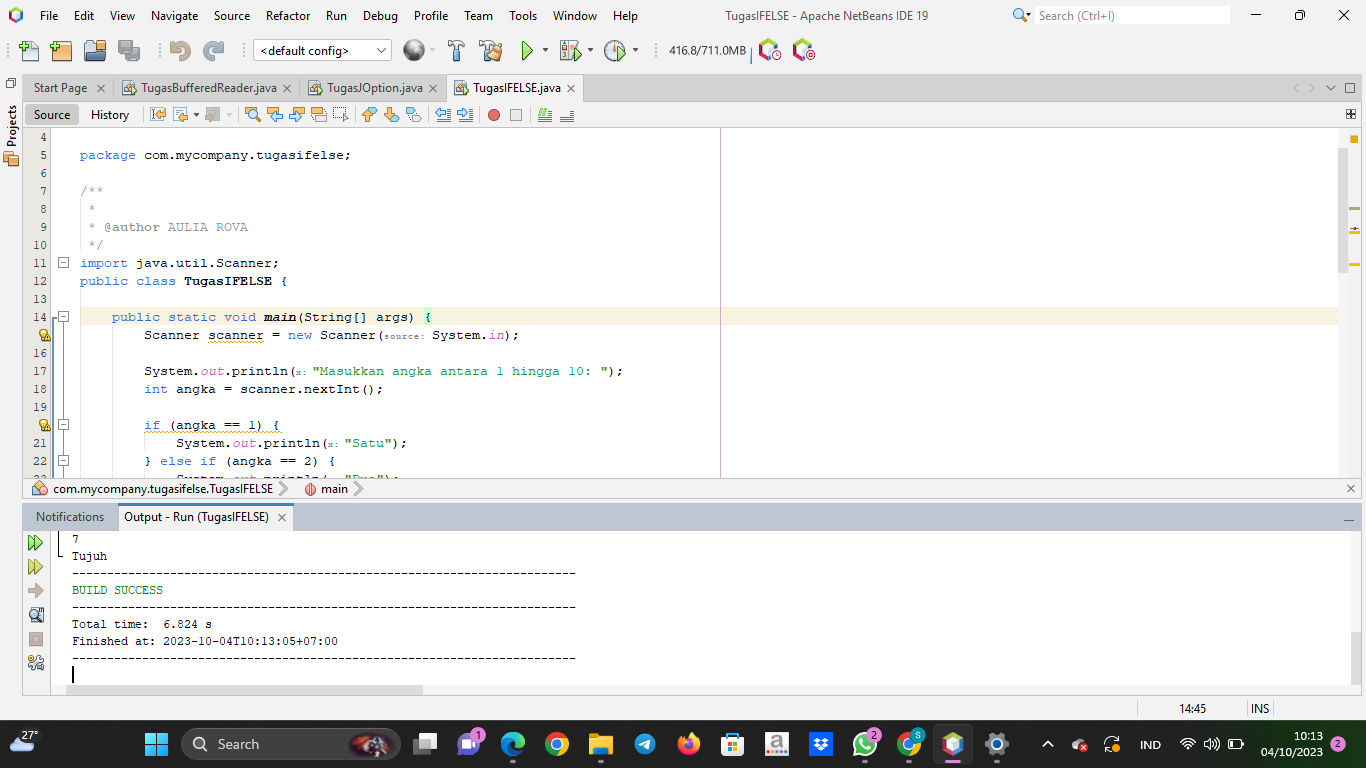 File Edit View Navigate Source Refactor Run Debug Profile Team Tools Window Help TugasIFELSE - Apache NetBeans IDE 19 Search (Ctrl+I)
<default config> 416.8/711.0MB
Start Page TugasBufferedReader.java TugasJOption.java TugasIFELSE.java
Projects
Source History
4
5 package com.mycompany.tugasifelse;
6
7 /**
8 *
9 * @author AULIA ROVA
10 */
11 import java.util.Scanner;
12 public class TugasIFELSE {
13
14 public static void main(String[] args) {
Scanner scanner = new Scanner(source: System.in);
16
17 System.out.println(x: "Masukkan angka antara 1 hingga 10: ");
18 int angka = scanner.nextInt();
19
if (angka == 1) {
21 System.out.println(x: "Satu");
22 } else if (angka == 2) {
com.mycompany.tugasifelse.TugasIFELSE main
Notifications Output - Run (TugasIFELSE)
7
Tujuh
------------------------------------------------------------------------
BUILD SUCCESS
------------------------------------------------------------------------
Total time: 6.824 s
Finished at: 2023-10-04T10:13:05+07:00
------------------------------------------------------------------------
14:45 INS
27° Search 1 a 2 S IND 10:13
04/10/2023 2